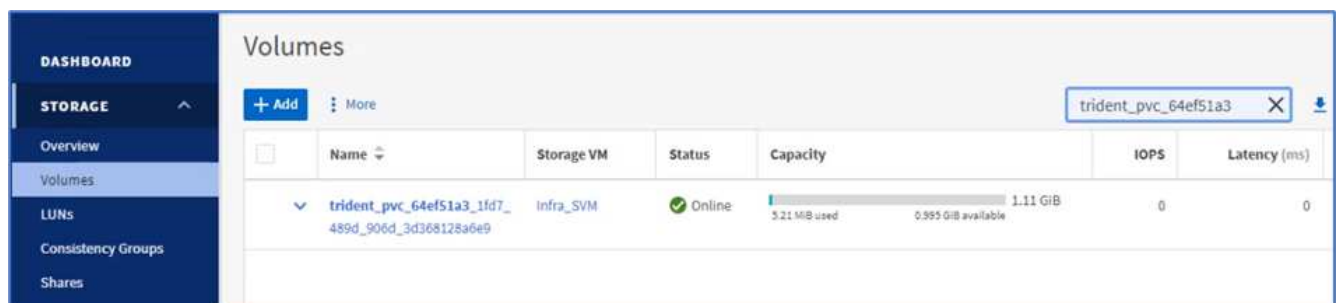 Volumes
DASHBOARD
STORAGE
+ Add
More
trident_pvc_64ef51a3
Overview
Name
Storage VM
Status
Capacity
IOPS
Latency (ms)
Volumes
trident_pvc_64ef51a3_1fd7_
489d_906d_3d368128a6e9
Infra_SVM
Online
1.11 GiB
5.21 MiB used
0.995 GiB available
0
0
LUNs
Consistency Groups
Shares